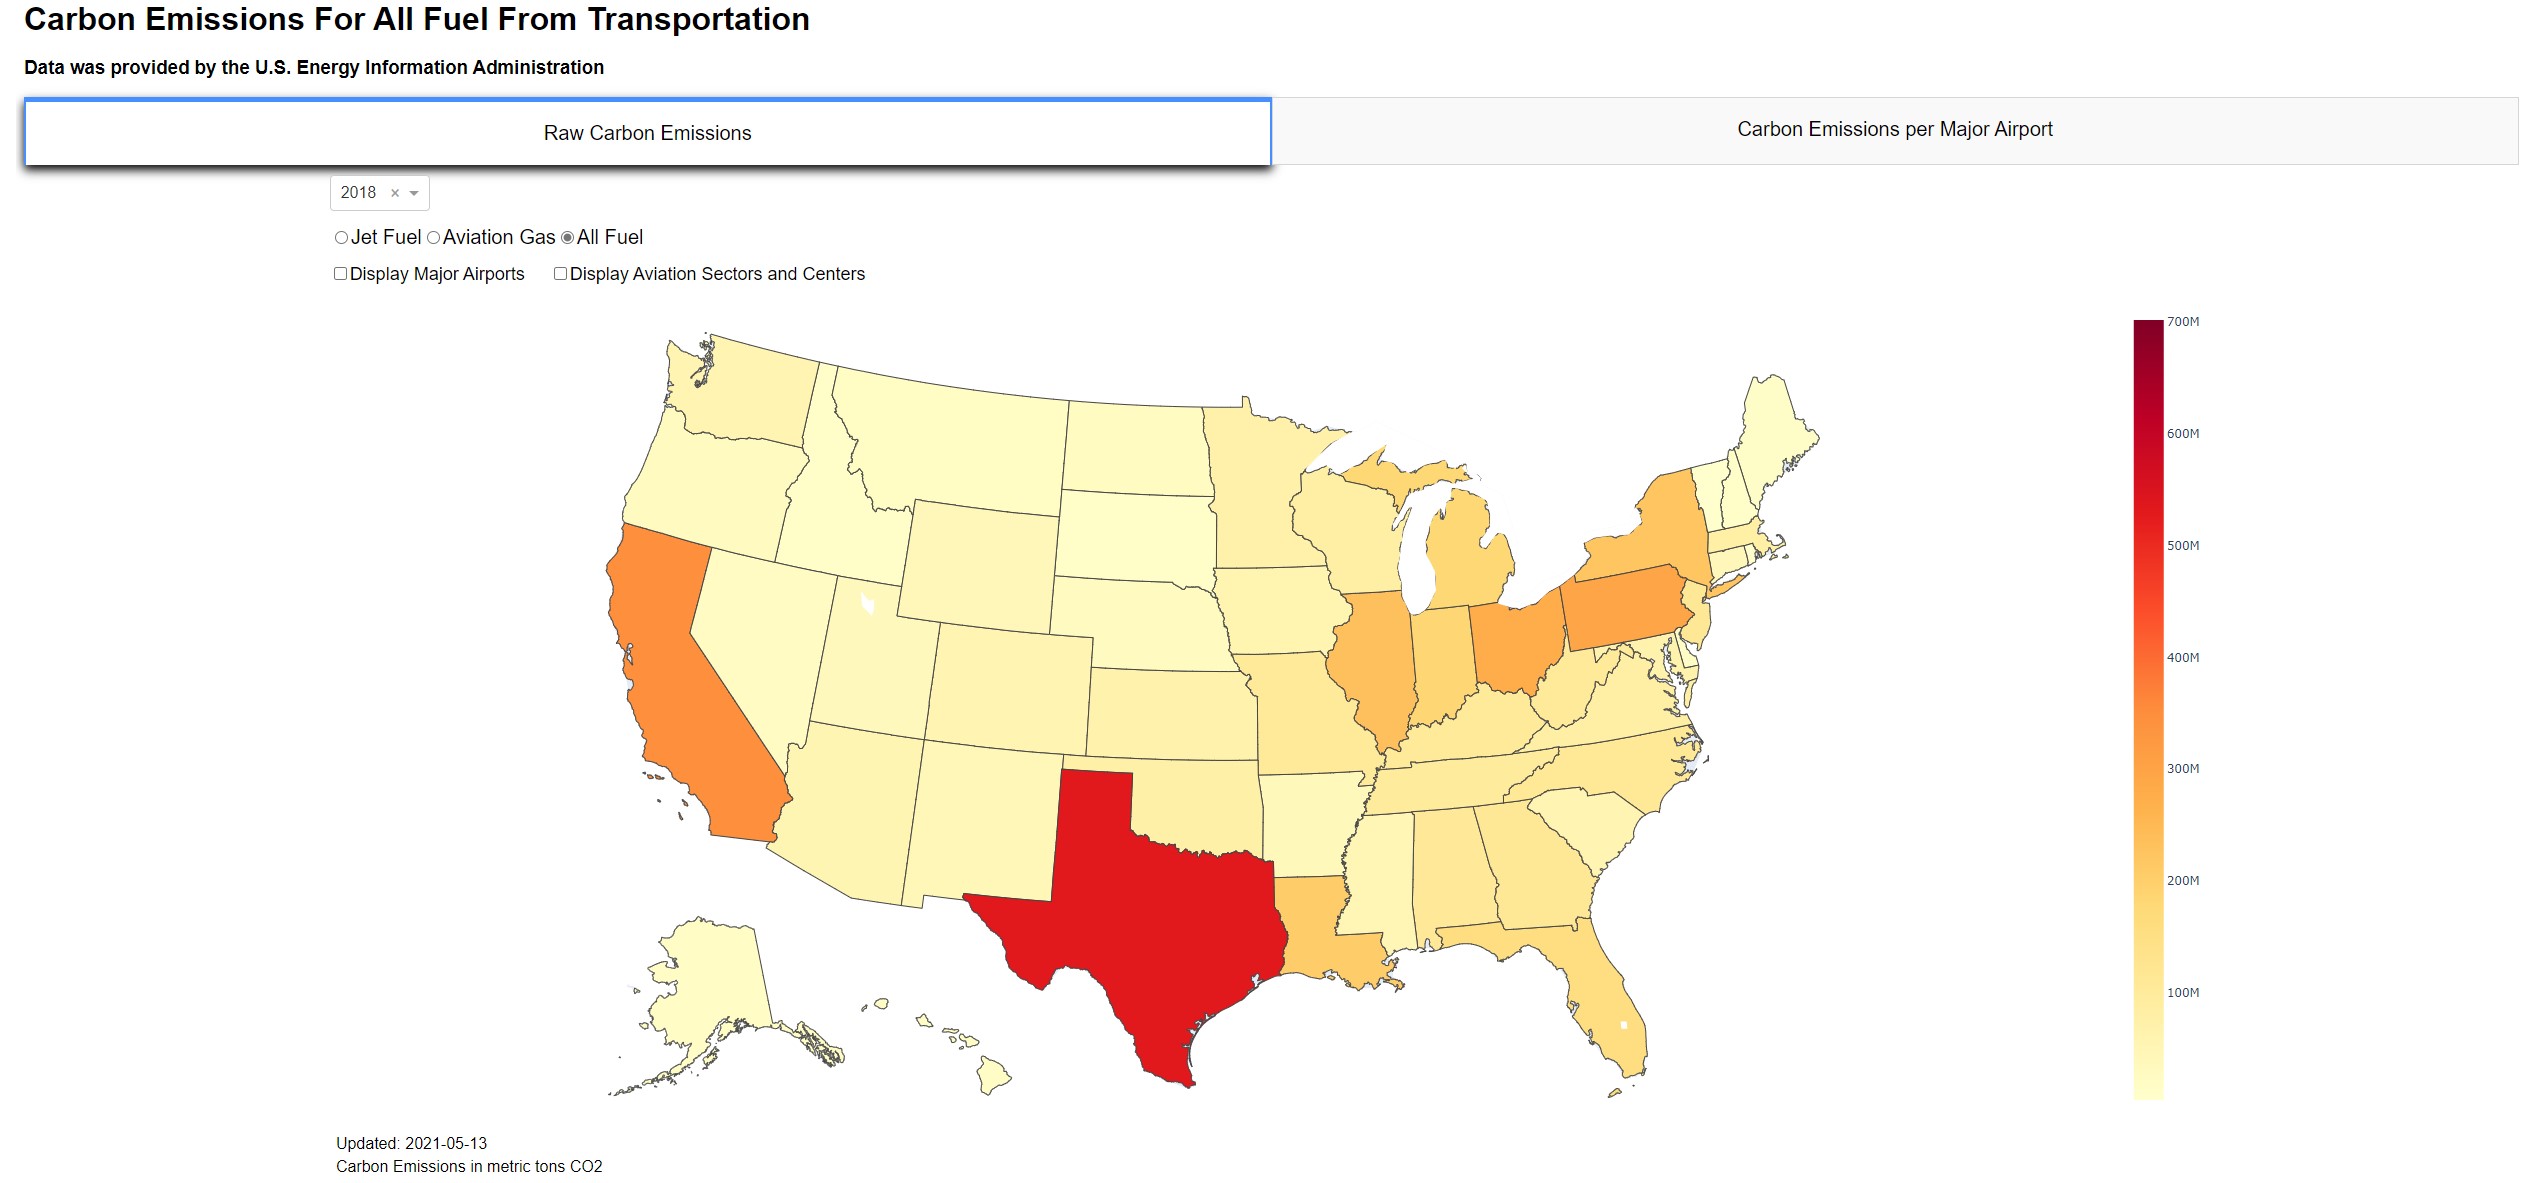 Carbon Emissions For All Fuel From Transportation
Data was provided by the U.S. Energy Information Administration
Raw Carbon Emissions
Carbon Emissions per Major Airport
2018 ×
Jet Fuel Aviation Gas All Fuel
Display Major Airports Display Aviation Sectors and Centers
700M
600M
500M
400M
300M
200M
100M
Updated: 2021-05-13
Carbon Emissions in metric tons CO2